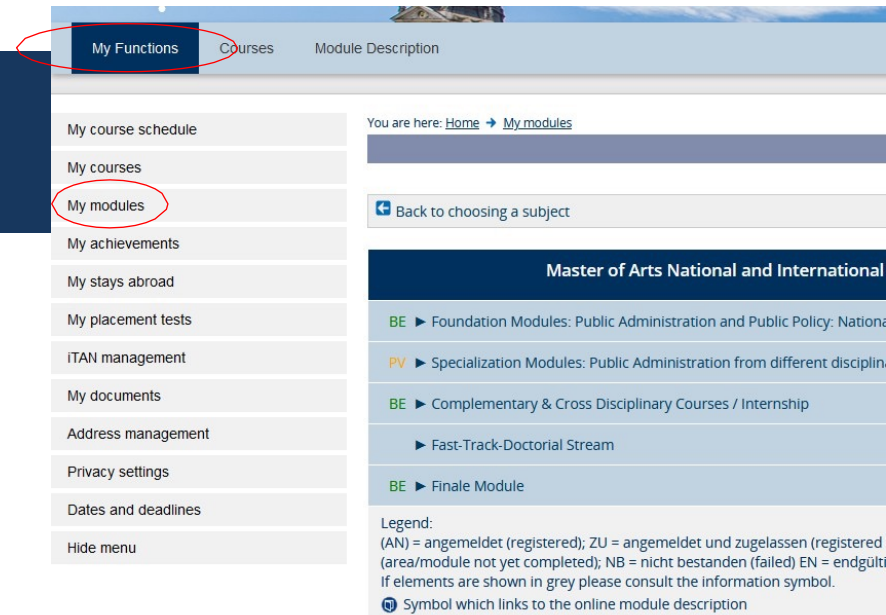 My Functions Courses Module Description
My course schedule
My courses
My modules
My achievements
My stays abroad
My placement tests
iTAN management
My documents
Address management
Privacy settings
Dates and deadlines
Hide menu
You are here: Home → My modules
Back to choosing a subject
Master of Arts National and International
BE ► Foundation Modules: Public Administration and Public Policy:
PV ► Specialization Modules: Public Administration from different
BE ► Complementary & Cross Disciplinary Courses / Internship
► Fast-Track-Doctorial Stream
BE ► Finale Module
Legend:
(AN) = angemeldet (registered); ZU = angemeldet und zugelassen (registered
(area/module not yet completed); NB = nicht bestanden (failed) EN =
If elements are shown in grey please consult the information symbol.
Symbol which links to the online module description